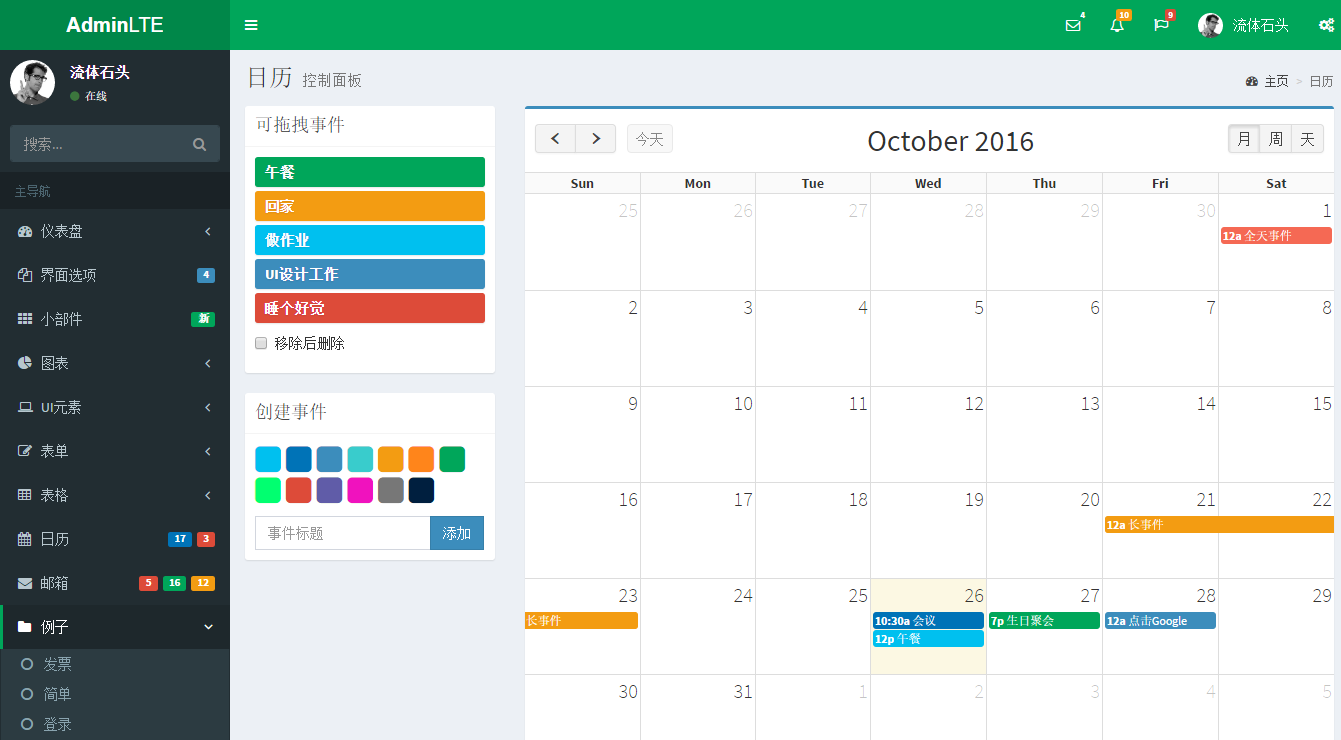 AdminLTE
4
10
9
流体石头
流体石头
在线
搜索...
主导航
仪表盘
界面选项 4
小部件 新
图表
UI元素
表单
表格
日历 17 3
邮箱 5 16 12
例子
发票
简单
登录
日历 控制面板
主页 > 日历
可拖拽事件
午餐
回家
做作业
UI设计工作
睡个好觉
移除后删除
创建事件
事件标题 添加
今天 October 2016 月 周 天
Sun Mon Tue Wed Thu Fri Sat
25 26 27 28 29 30 1
12a 全天事件
2 3 4 5 6 7 8
9 10 11 12 13 14 15
16 17 18 19 20 21 22
12a 长事件
23 24 25 26 27 28 29
长事件 10:30a 会议 7p 生日聚会 12a 点击Google
12p 午餐
30 31 1 2 3 4 5